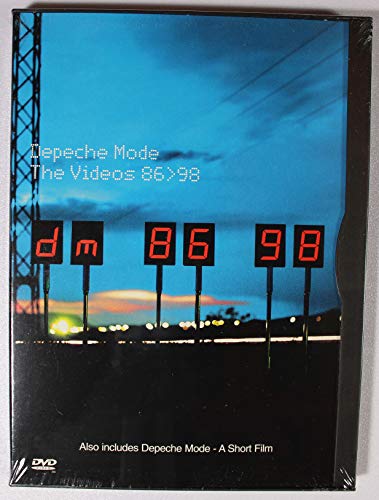 Depeche Mode
The Videos 86>98
dm 86 98
Also includes Depeche Mode - A Short Film
DVD